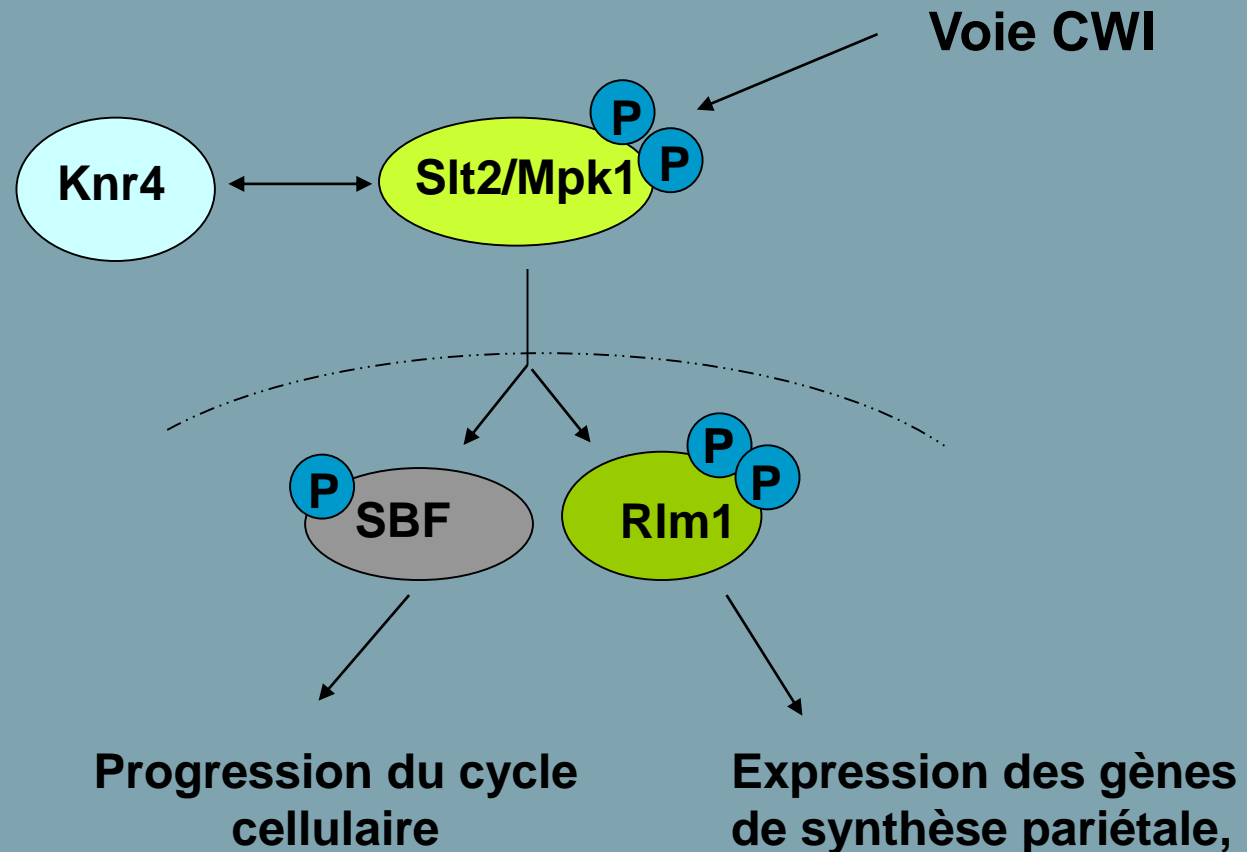 Voie CWI
P
P
Knr4
Slt2/Mpk1
P
P
P
SBF
Rlm1
Progression du cycle
cellulaire
Expression des gènes
de synthèse pariétale,